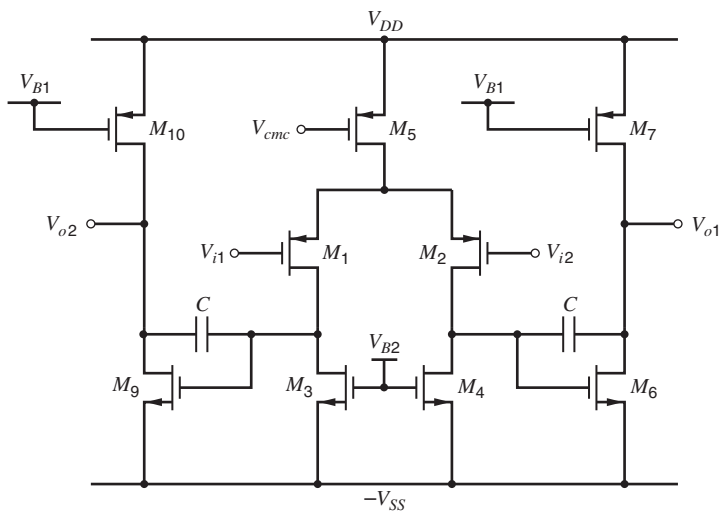 V_DD
V_B1
M_10
V_cmc
M_5
V_B1
M_7
V_o2
V_i1
M_1
M_2
V_i2
V_o1
C
C
V_B2
M_9
M_3
M_4
M_6
−V_SS